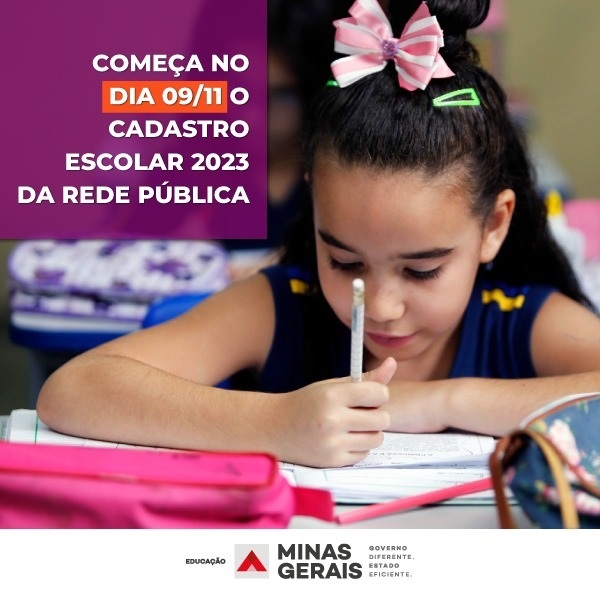 COMEÇA NO
DIA 09/11 O
CADASTRO
ESCOLAR 2023
DA REDE PÚBLICA
EDUCAÇÃO
MINAS
GERAIS
GOVERNO
DIFERENTE.
ESTADO
EFICIENTE.